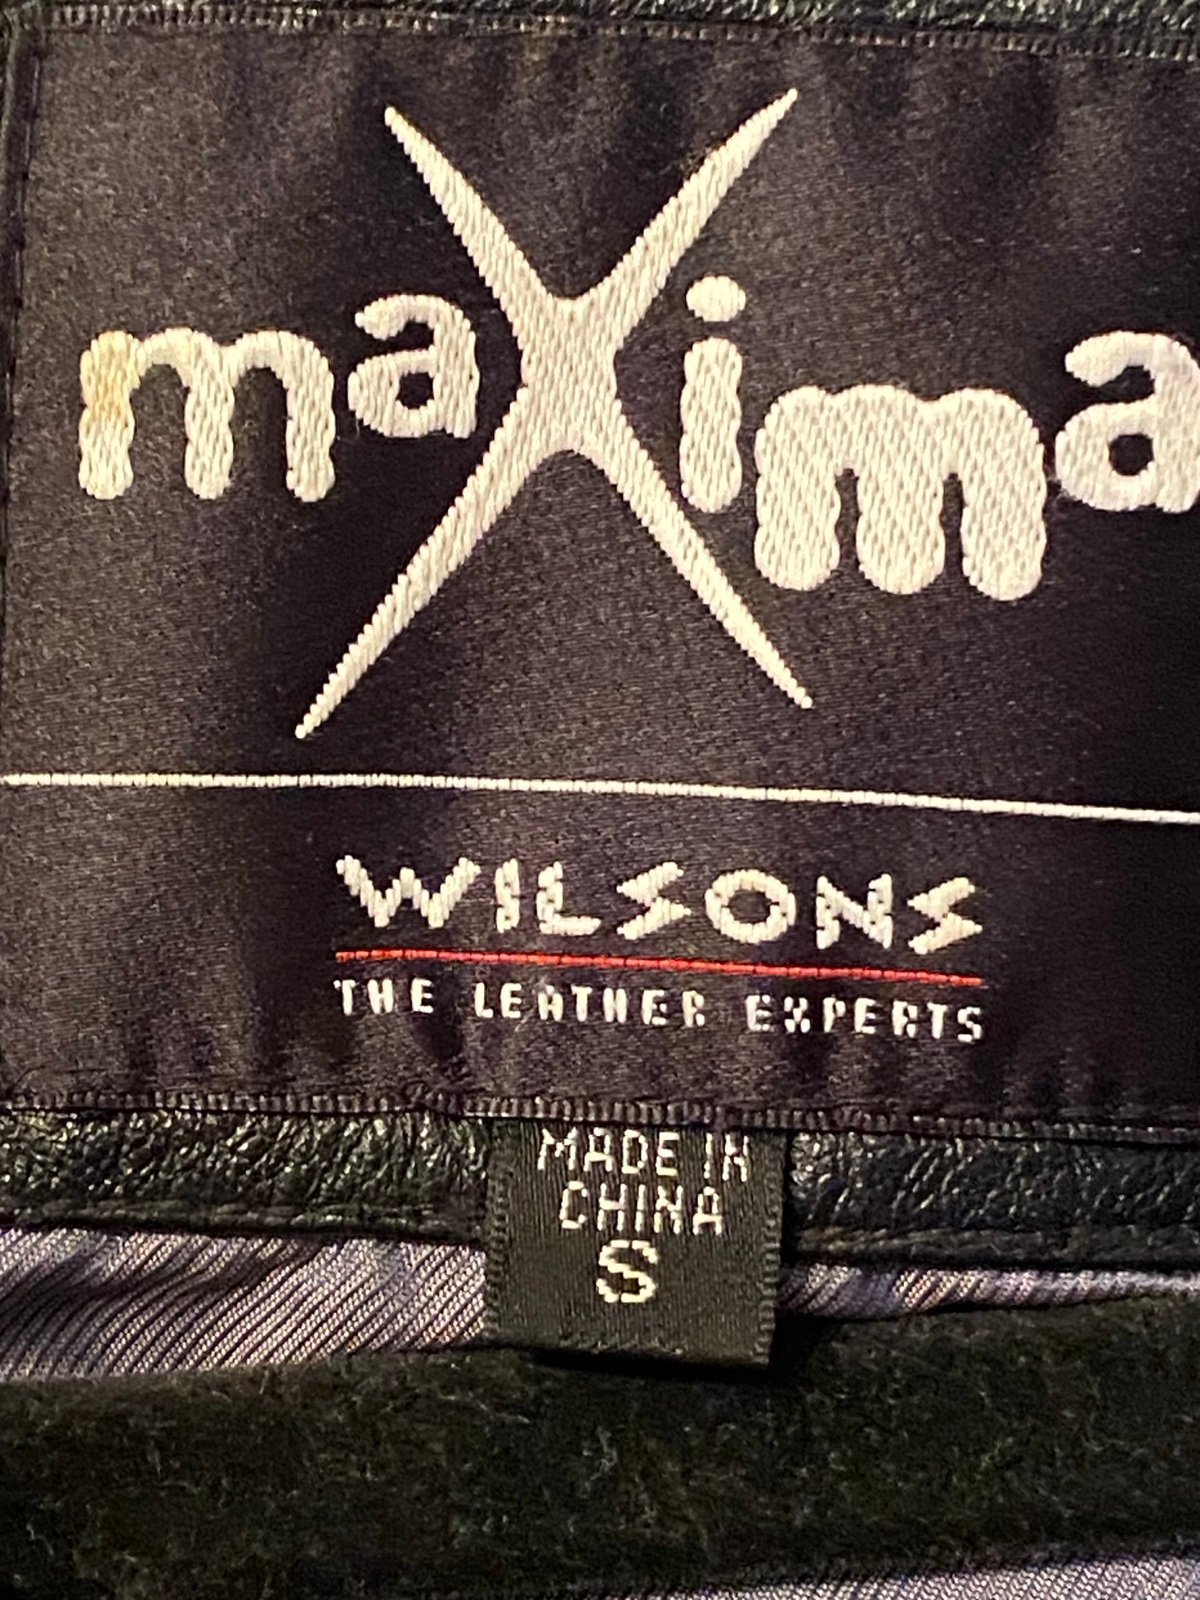 maXima
WILSONS
THE LEATHER EXPERTS
MADE IN
CHINA
S